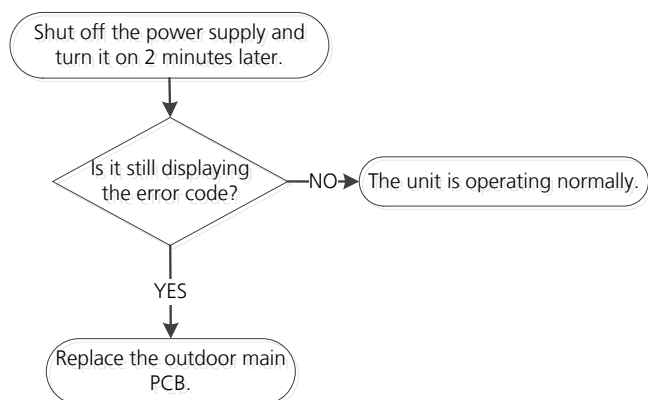 Shut off the power supply and
turn it on 2 minutes later.
Is it still displaying
the error code?
NO
The unit is operating normally.
YES
Replace the outdoor main
PCB.